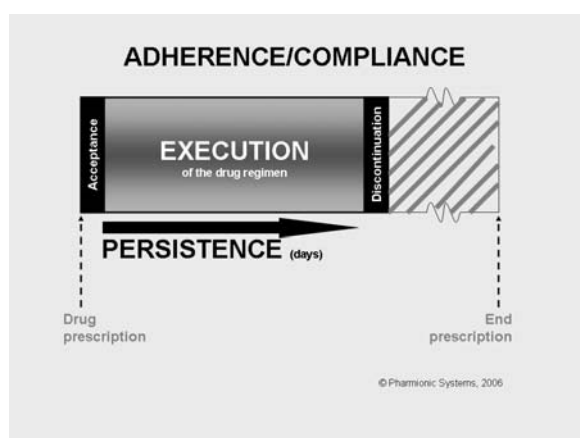 ADHERENCE/COMPLIANCE
Acceptance
EXECUTION
of the drug regimen
Discontinuation
PERSISTENCE (days)
Drug
prescription
End
prescription
© Pharmionic Systems, 2006